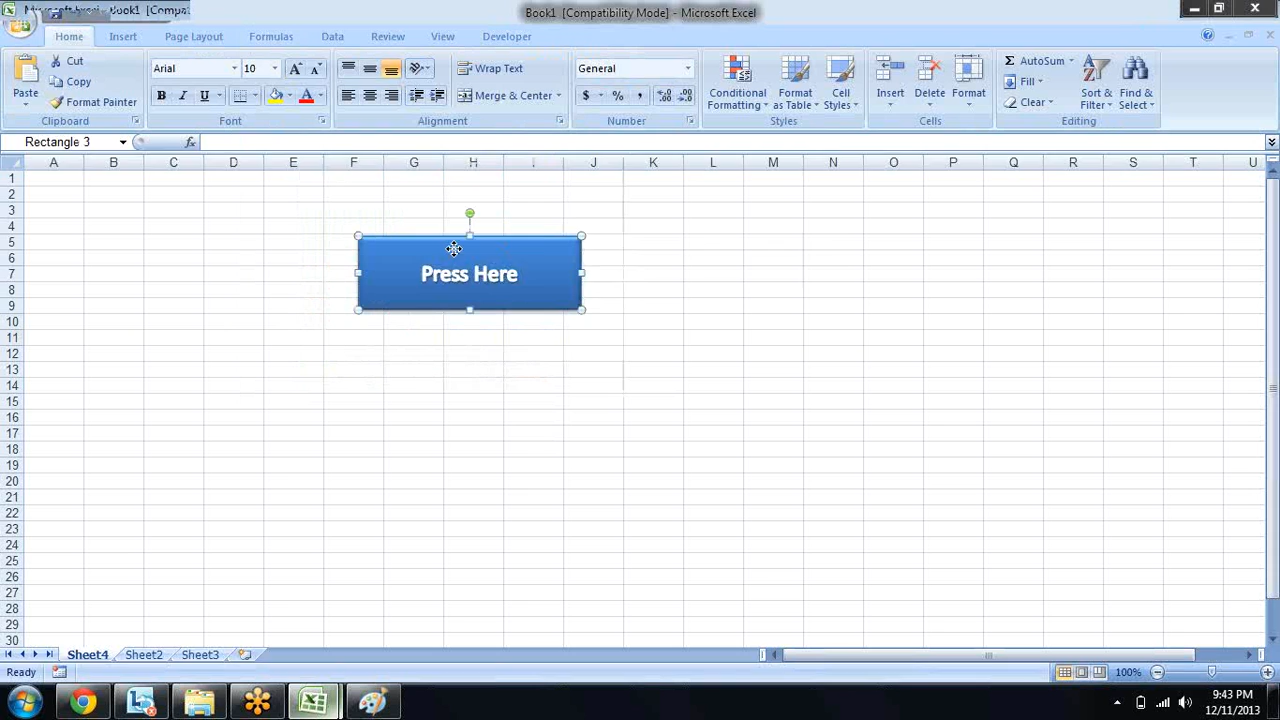 Microsoft Excel - Book1 [Compa
Book1 [Compatibility Mode] - Microsoft Excel
Home Insert Page Layout Formulas Data Review View Developer
Paste
Cut
Copy
Format Painter
Clipboard
Arial 10
B I U
Font
Wrap Text
Merge & Center
Alignment
General
$ % ,
Number
Conditional Formatting
Format as Table
Cell Styles
Styles
Insert
Delete
Format
Cells
Σ AutoSum
Fill
Clear
Sort & Filter
Find & Select
Editing
Rectangle 3 fx
A B C D E F G H I J K L M N O P Q R S T U
1
2
3
4
5
6
7
8
9
10
11
12
13
14
15
16
17
18
19
20
21
22
23
24
25
26
27
28
29
30
Press Here
Sheet4 Sheet2 Sheet3
Ready
100%
9:43 PM
12/11/2013